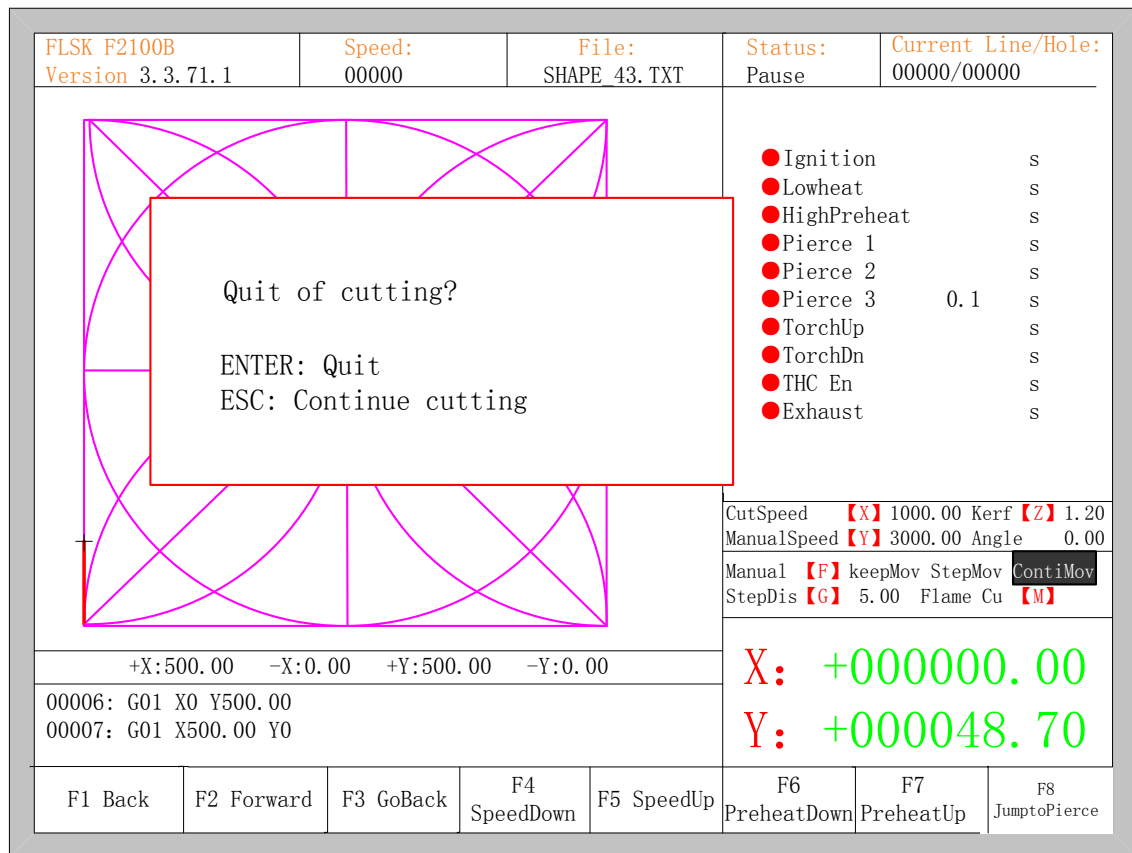 FLSK F2100B
Version 3.3.71.1
Speed:
00000
File:
SHAPE_43.TXT
Status:
Pause
Current Line/Hole:
00000/00000
Quit of cutting?
ENTER: Quit
ESC: Continue cutting
Ignition s
Lowheat s
HighPreheat s
Pierce 1 s
Pierce 2 s
Pierce 3 0.1 s
TorchUp s
TorchDn s
THC En s
Exhaust s
CutSpeed 【X】 1000.00 Kerf 【Z】 1.20
ManualSpeed 【Y】 3000.00 Angle 0.00
Manual 【F】 keepMov StepMov ContiMov
StepDis 【G】 5.00 Flame Cu 【M】
+X:500.00 -X:0.00 +Y:500.00 -Y:0.00
00006: G01 X0 Y500.00
00007: G01 X500.00 Y0
X: +000000.00
Y: +000048.70
F1 Back
F2 Forward
F3 GoBack
F4
SpeedDown
F5 SpeedUp
F6
PreheatDown
F7
PreheatUp
F8
JumptoPierce